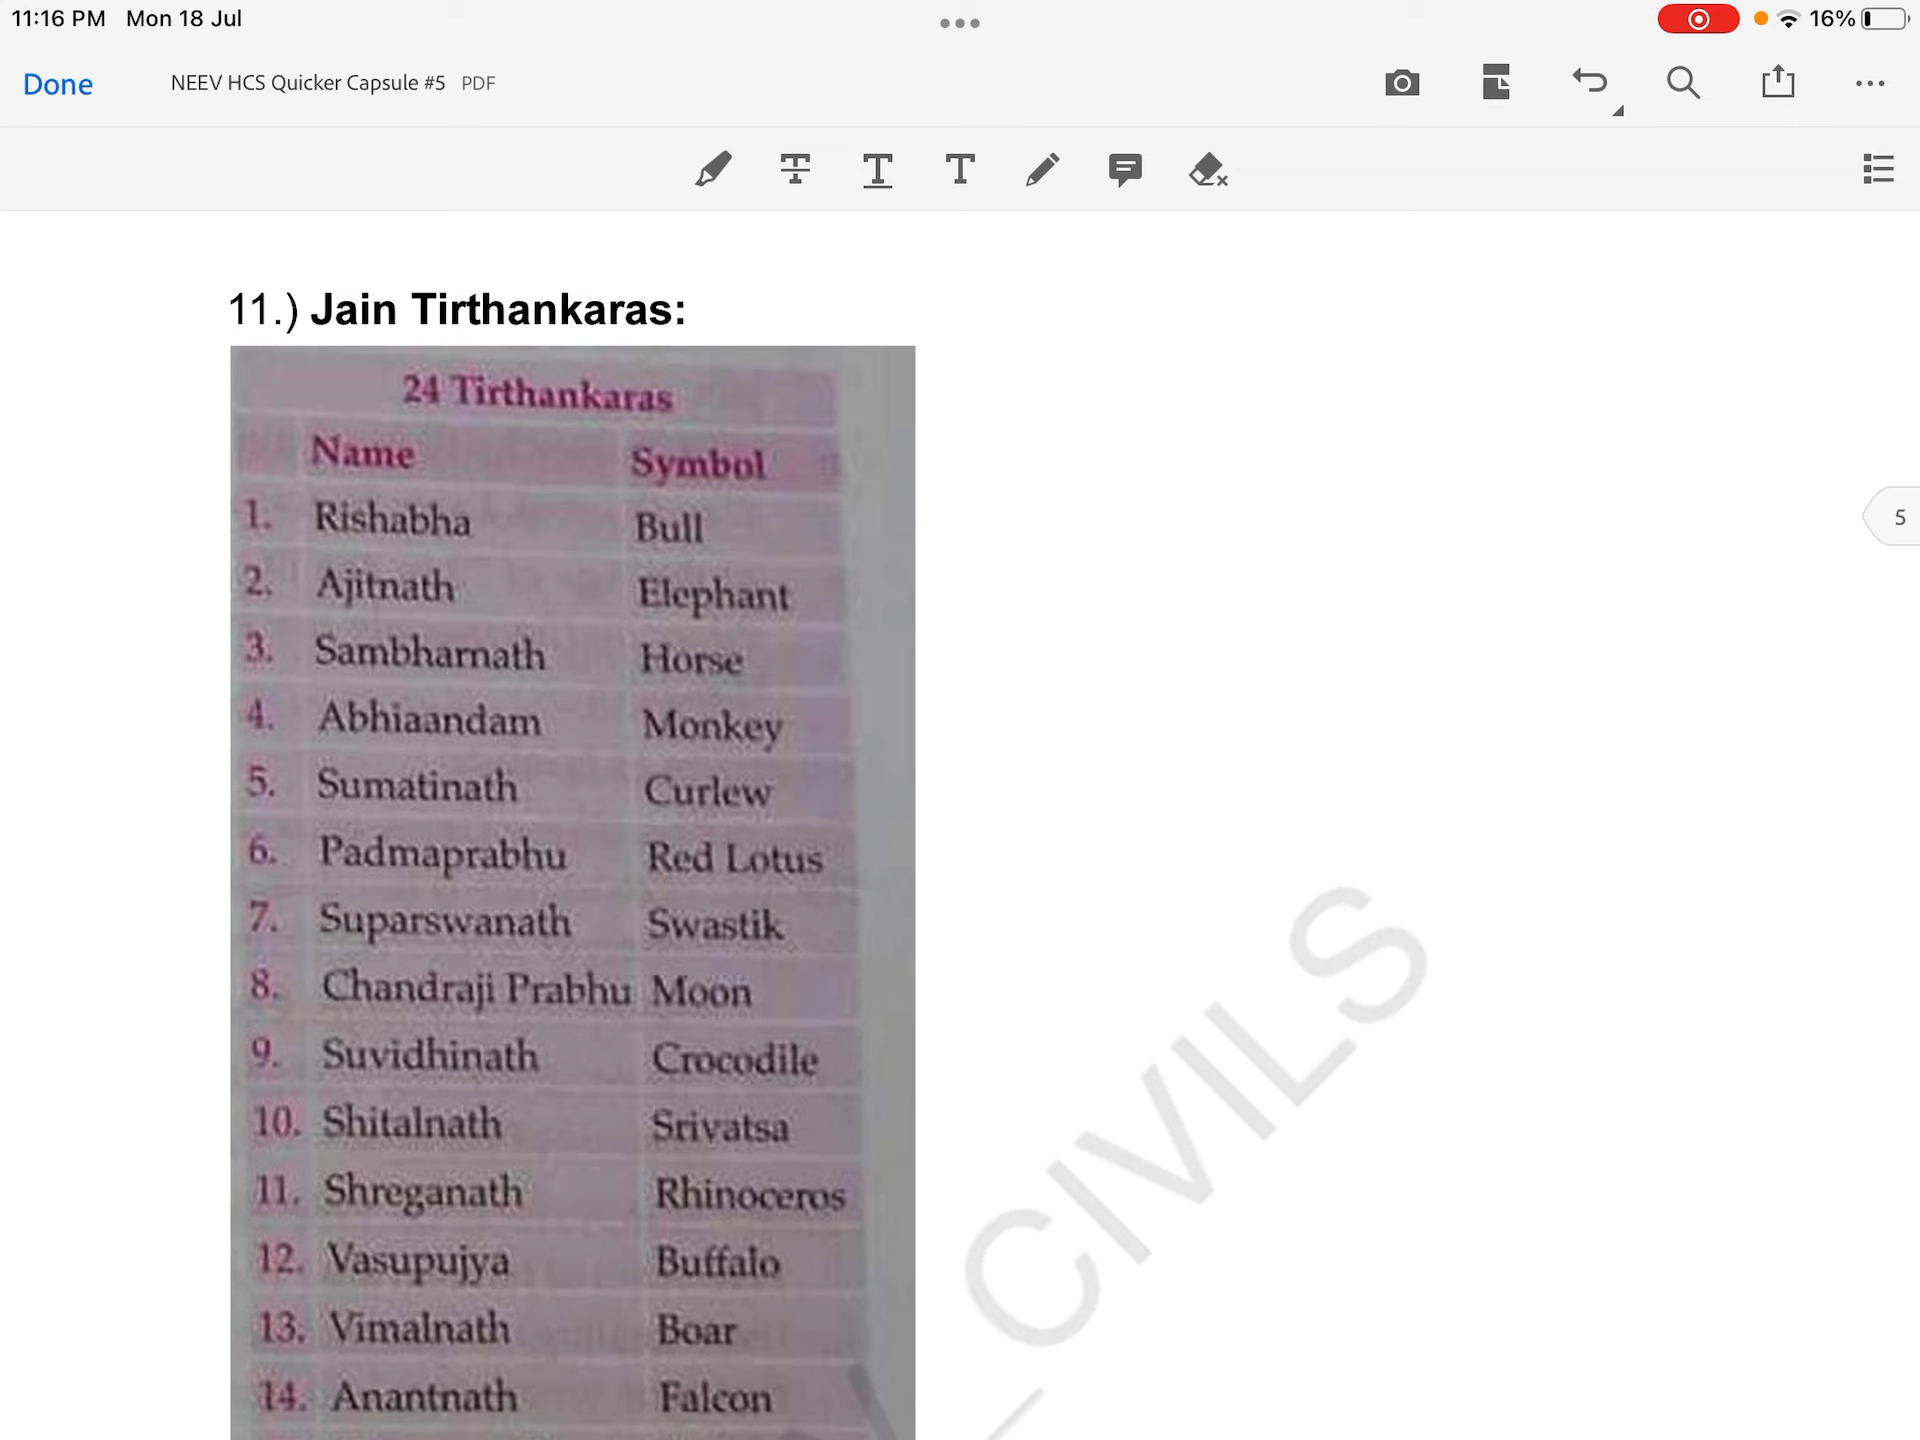 11:16 PM Mon 18 Jul
16%
Done
NEEV HCS Quicker Capsule #5 PDF
11.) Jain Tirthankaras:
24 Tirthankaras
Name Symbol
1. Rishabha Bull
2. Ajitnath Elephant
3. Sambharnath Horse
4. Abhiaandam Monkey
5. Sumatinath Curlew
6. Padmaprabhu Red Lotus
7. Suparswanath Swastik
8. Chandraji Prabhu Moon
9. Suvidhinath Crocodile
10. Shitalnath Srivatsa
11. Shreganath Rhinoceros
12. Vasupujya Buffalo
13. Vimalnath Boar
14. Anantnath Falcon
5
_CIVILS